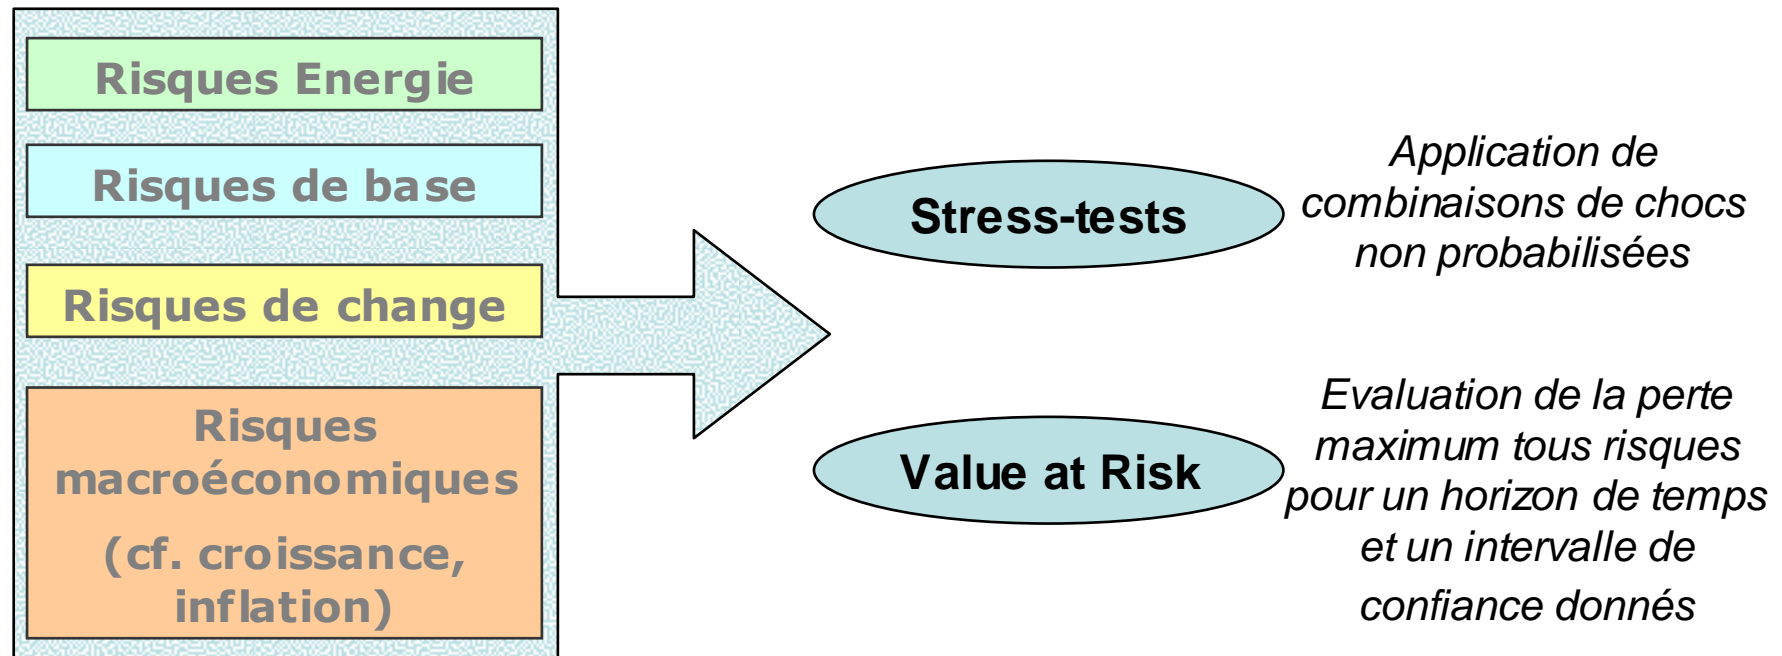 Risques Energie
Risques de base
Risques de change
Risques
macroéconomiques
(cf. croissance,
inflation)
Stress-tests
Application de
combinaisons de chocs
non probabilisées
Value at Risk
Evaluation de la perte
maximum tous risques
pour un horizon de temps
et un intervalle de
confiance donnés